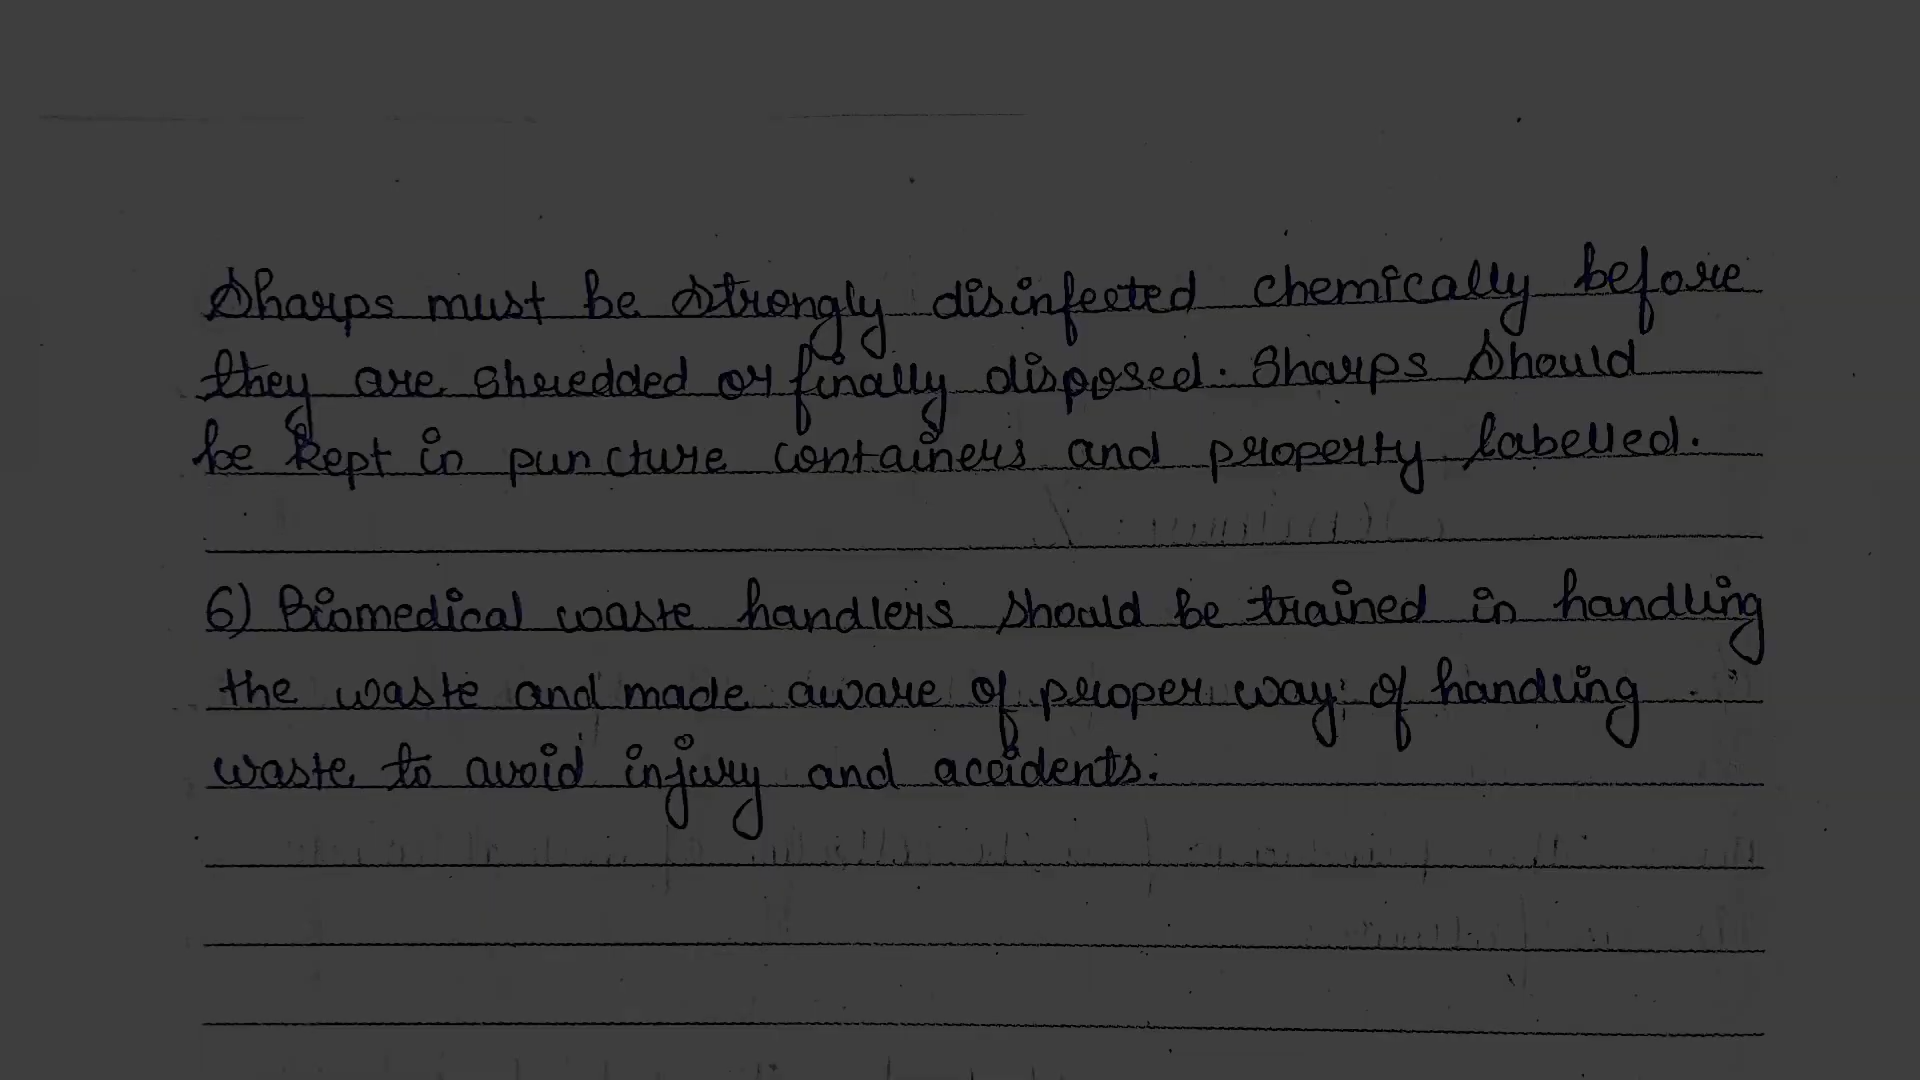 Sharps must be strongly disinfected chemically before
they are shredded or finally disposed. Sharps should
be kept in puncture containers and property labelled.
6) Biomedical waste handlers should be trained in handling
the waste and made aware of proper way of handling
waste to avoid injury and accidents.